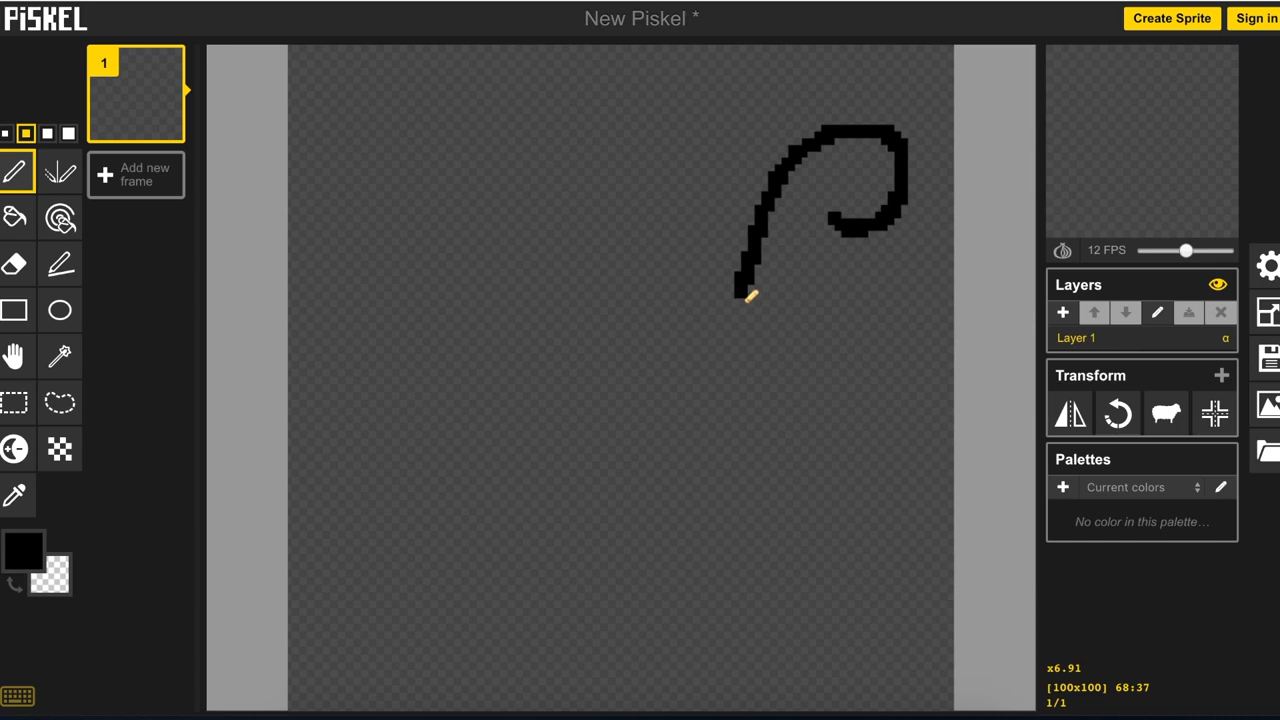 PiSKEL
New Piskel *
Create Sprite
Sign in
1
Add new
frame
12 FPS
Layers
Layer 1
α
Transform
Palettes
Current colors
No color in this palette…
x6.91
[100x100] 68:37
1/1